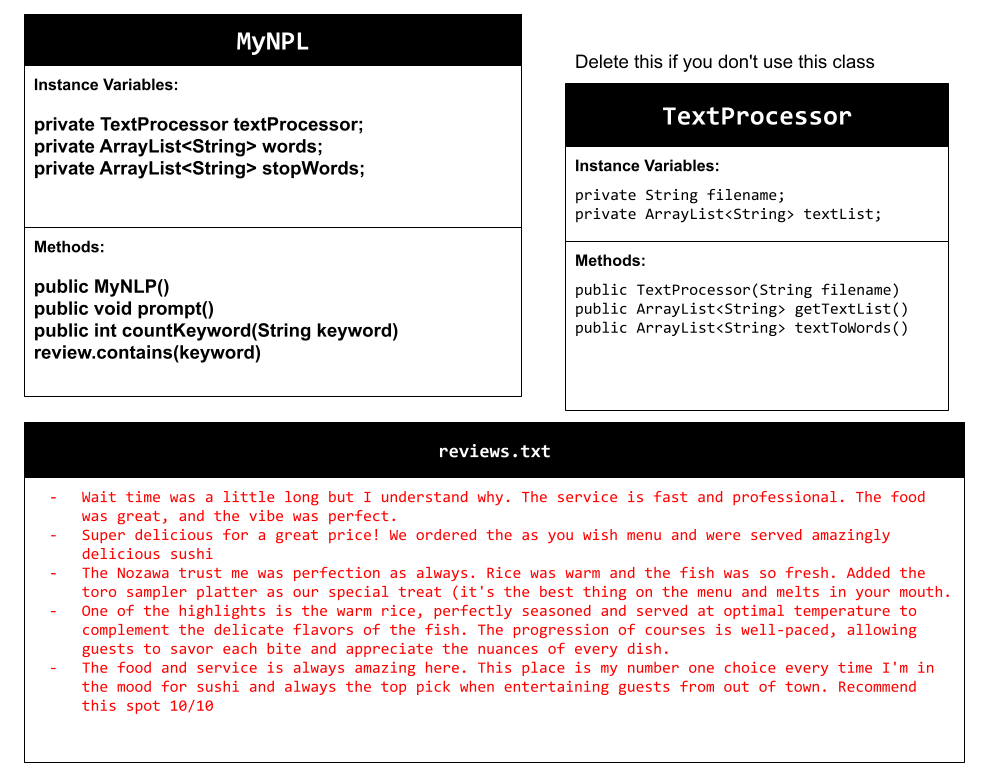 MyNPL
Instance Variables:
private TextProcessor textProcessor;
private ArrayList<String> words;
private ArrayList<String> stopWords;
Methods:
public MyNLP()
public void prompt()
public int countKeyword(String keyword)
review.contains(keyword)
Delete this if you don't use this class
TextProcessor
Instance Variables:
private String filename;
private ArrayList<String> textList;
Methods:
public TextProcessor(String filename)
public ArrayList<String> getTextList()
public ArrayList<String> textToWords()
reviews.txt
- Wait time was a little long but I understand why. The service is fast and professional. The food
was great, and the vibe was perfect.
- Super delicious for a great price! We ordered the as you wish menu and were served amazingly
delicious sushi
- The Nozawa trust me was perfection as always. Rice was warm and the fish was so fresh. Added the
toro sampler platter as our special treat (it's the best thing on the menu and melts in your mouth.
- One of the highlights is the warm rice, perfectly seasoned and served at optimal temperature to
complement the delicate flavors of the fish. The progression of courses is well-paced, allowing
guests to savor each bite and appreciate the nuances of every dish.
- The food and service is always amazing here. This place is my number one choice every time I'm in
the mood for sushi and always the top pick when entertaining guests from out of town. Recommend
this spot 10/10